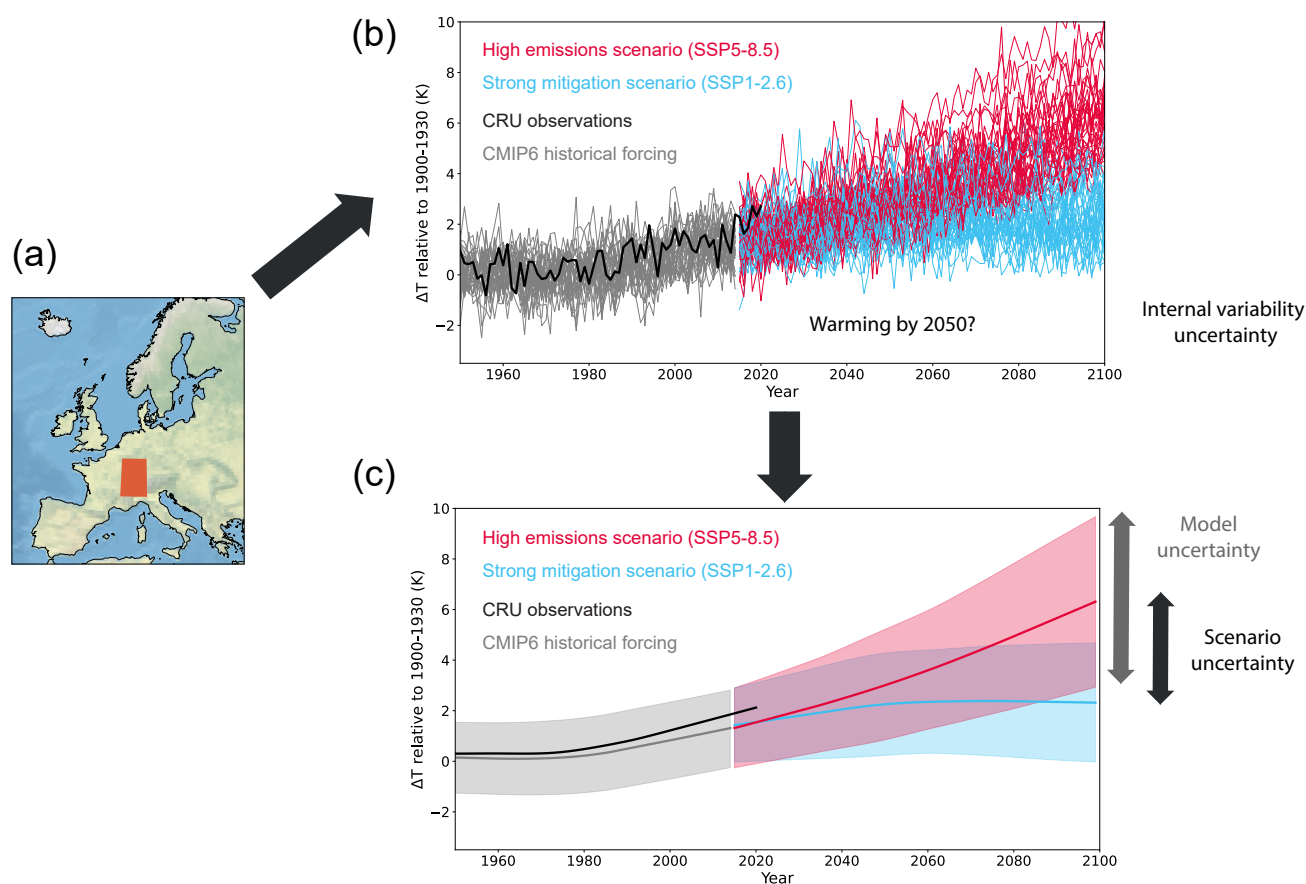 (a)
(b)
10
8
6
4
2
0
−2
ΔT relative to 1900-1930 (K)
High emissions scenario (SSP5-8.5)
Strong mitigation scenario (SSP1-2.6)
CRU observations
CMIP6 historical forcing
Warming by 2050?
1960
1980
2000
2020
2040
2060
2080
2100
Year
Internal variability
uncertainty
(c)
10
8
6
4
2
0
−2
ΔT relative to 1900-1930 (K)
High emissions scenario (SSP5-8.5)
Strong mitigation scenario (SSP1-2.6)
CRU observations
CMIP6 historical forcing
1960
1980
2000
2020
2040
2060
2080
2100
Year
Model
uncertainty
Scenario
uncertainty